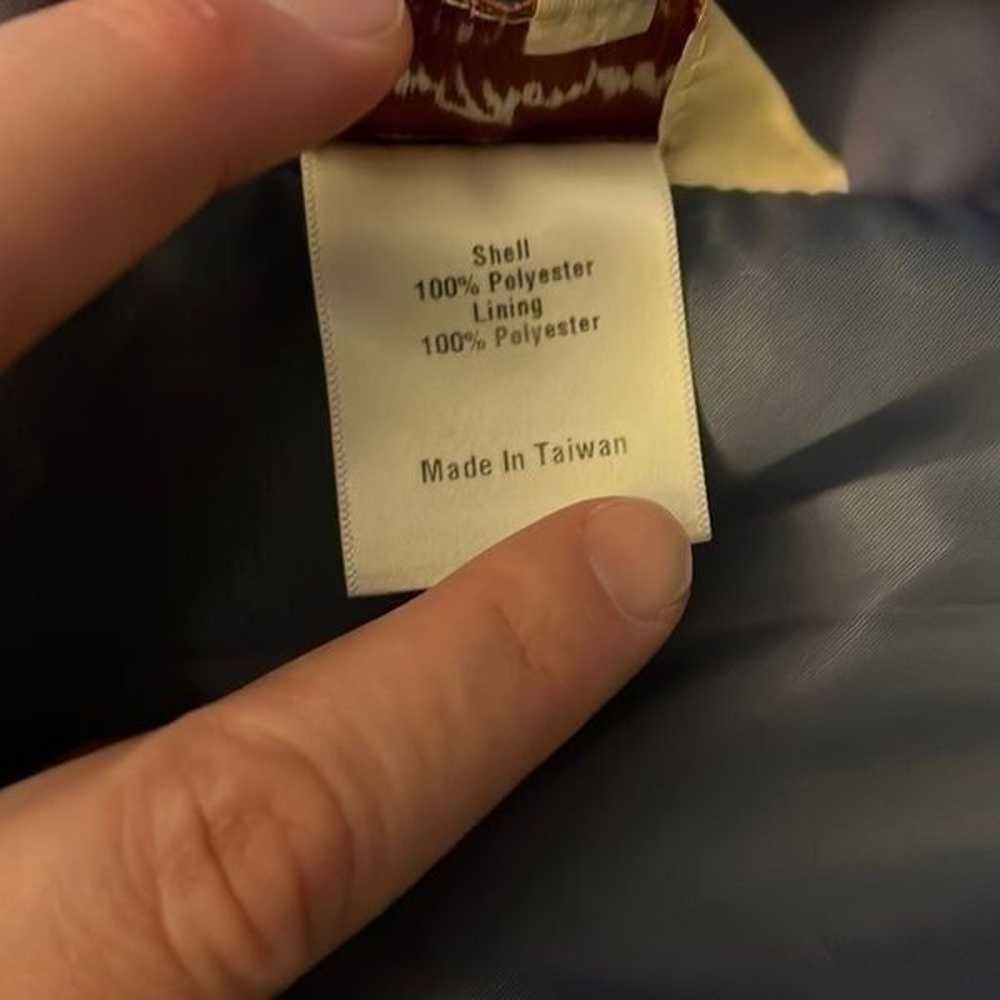 Shell
100% Polyester
Lining
100% Polyester
Made In Taiwan